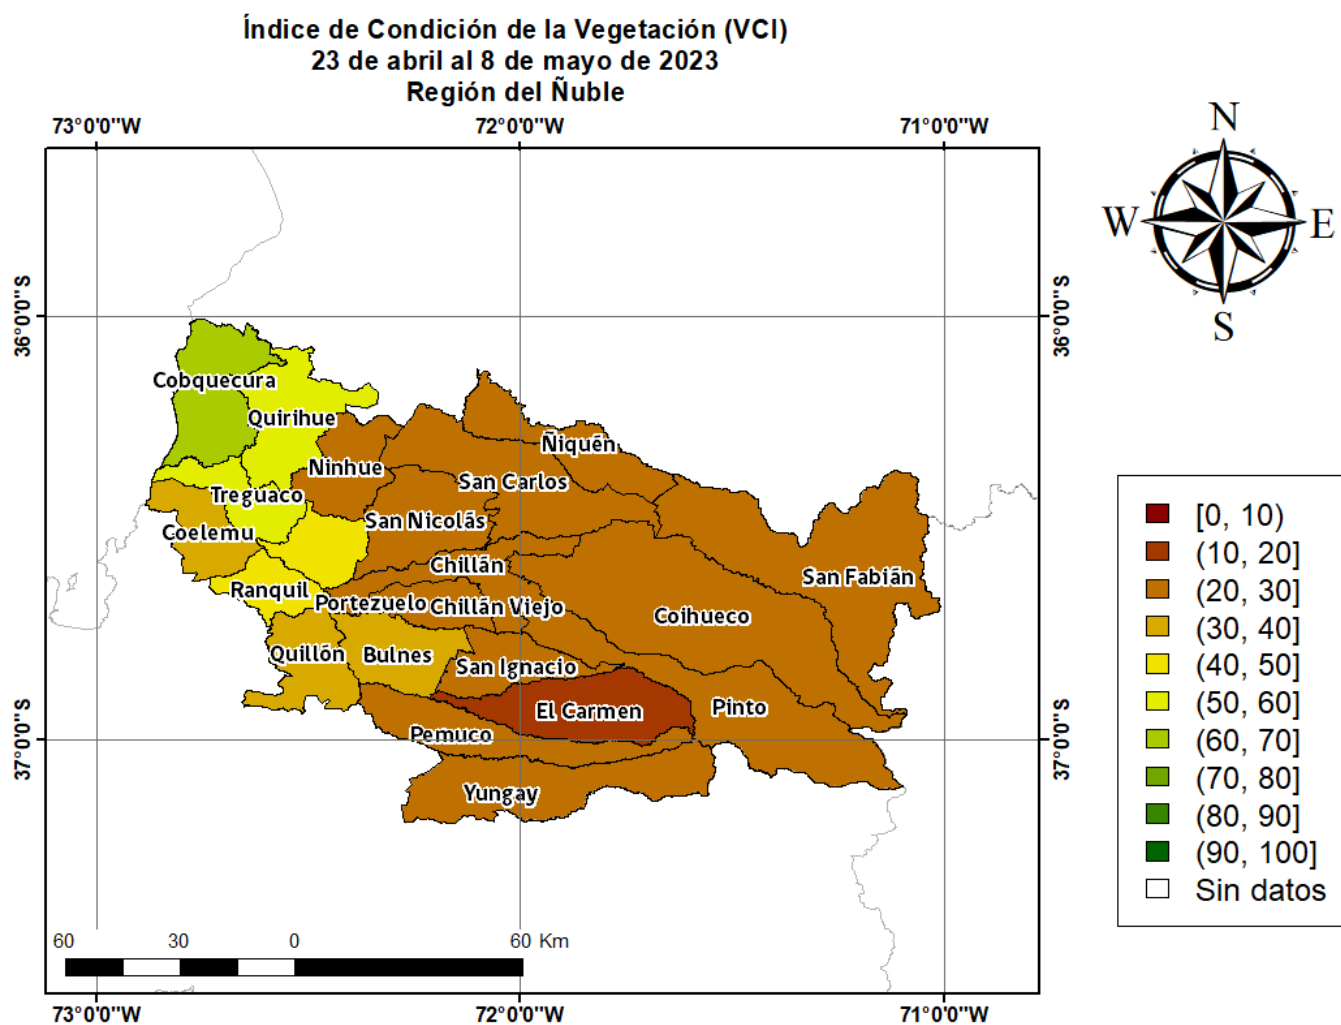 Índice de Condición de la Vegetación (VCI)
23 de abril al 8 de mayo de 2023
Región del Ñuble
73°0'0"W
72°0'0"W
71°0'0"W
N
W
E
S
36°0'0"S
36°0'0"S
Cobquecura
Quirihue
Ñiquén
Ninhue
San Carlos
Treguaco
San Nicolás
Coelemu
Chillán
San Fabián
Ranquil
Portezuelo
Chillán Viejo
Coihueco
Quillón
Bulnes
San Ignacio
El Carmen
Pinto
Pemuco
Yungay
37°0'0"S
37°0'0"S
[0, 10)
(10, 20]
(20, 30]
(30, 40]
(40, 50]
(50, 60]
(60, 70]
(70, 80]
(80, 90]
(90, 100]
Sin datos
60 30 0 60 Km
73°0'0"W
72°0'0"W
71°0'0"W